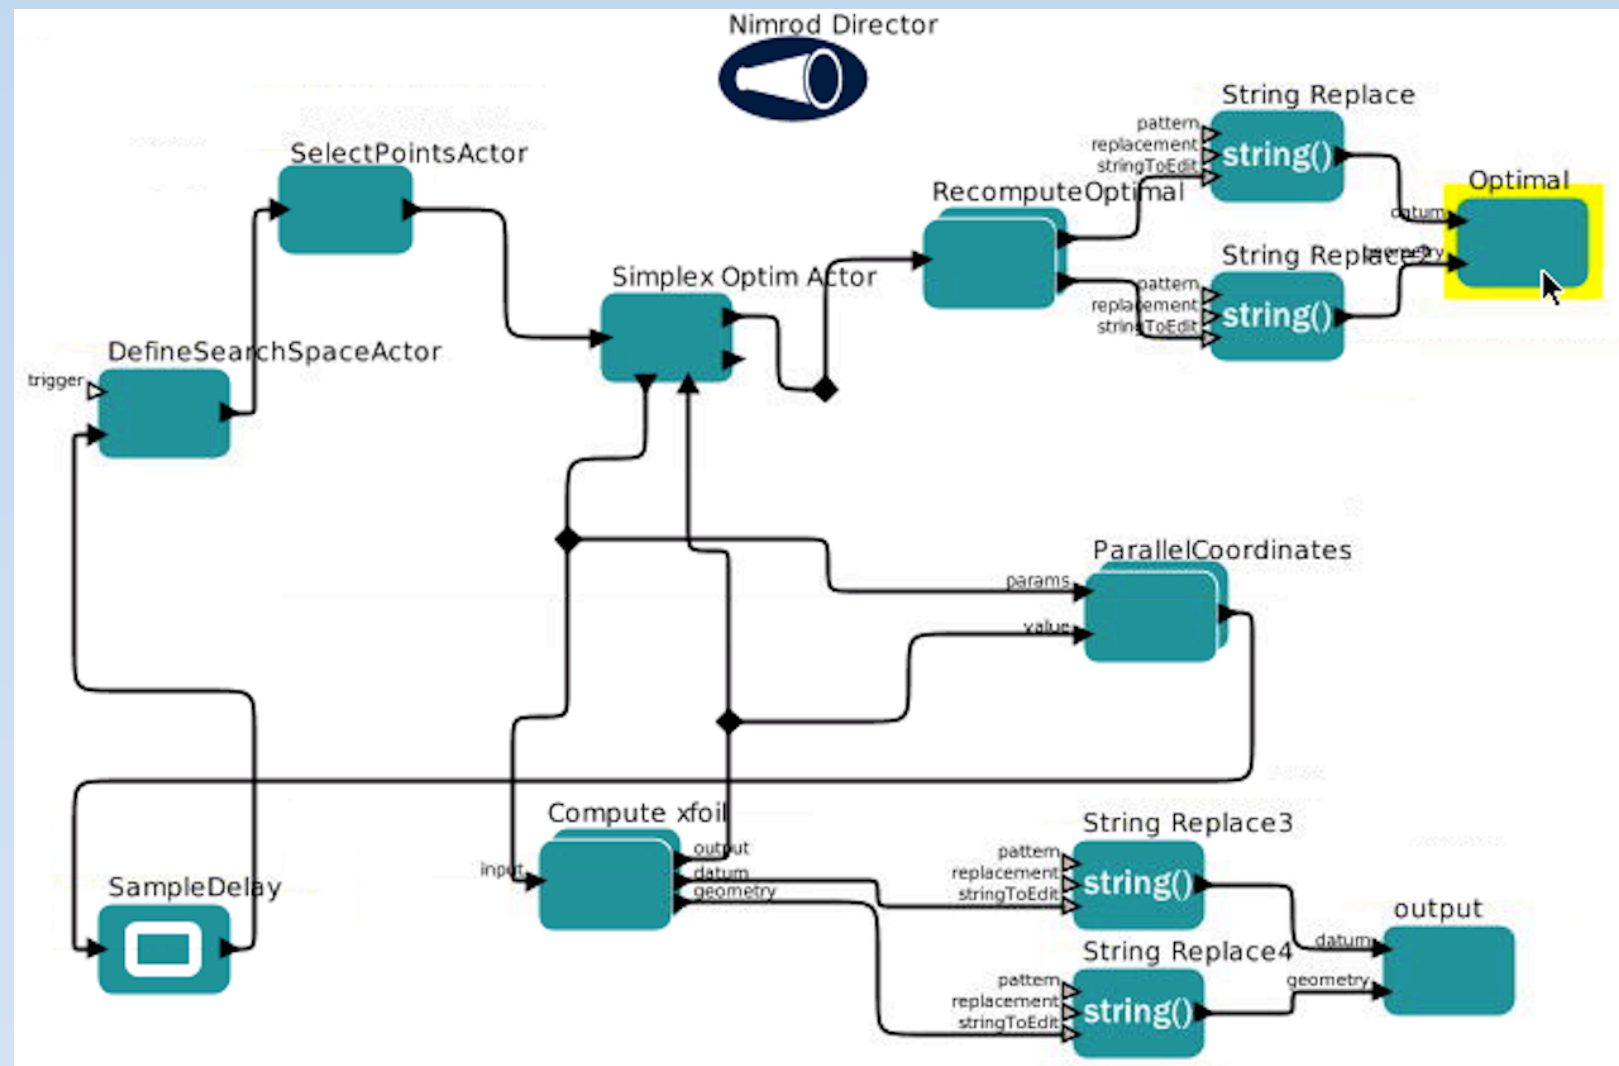 Nimrod Director
String Replace
pattern
replacement
stringToEdit
string()
SelectPointsActor
Optimal
RecomputeOptimal
datum
geometry
String Replace2
pattern
replacement
stringToEdit
string()
Simplex Optim Actor
DefineSearchSpaceActor
trigger
ParallelCoordinates
params
value
Compute xfoil
input
output
datum
geometry
String Replace3
pattern
replacement
stringToEdit
string()
SampleDelay
output
datum
geometry
String Replace4
pattern
replacement
stringToEdit
string()